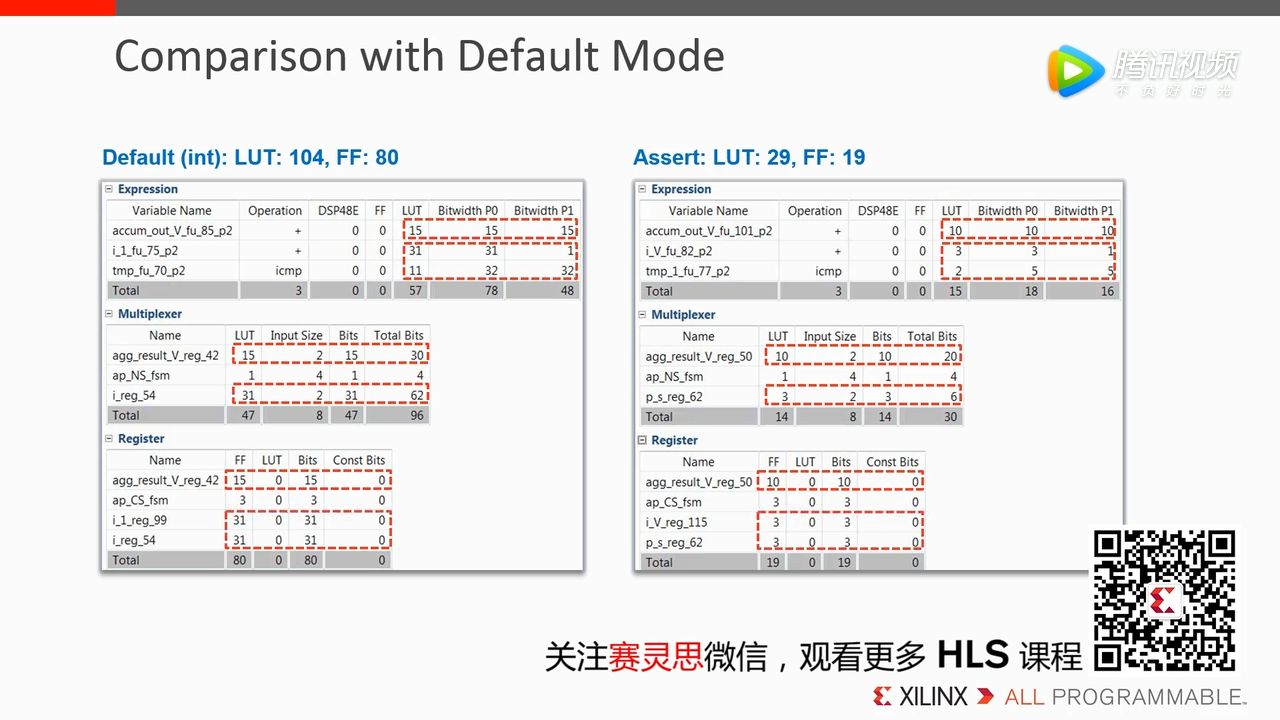 Comparison with Default Mode
腾讯视频
不负好时光
Default (int): LUT: 104, FF: 80
Expression
Variable Name Operation DSP48E FF LUT Bitwidth P0 Bitwidth P1
accum_out_V_fu_85_p2 + 0 0 15 15 15
i_1_fu_75_p2 + 0 0 31 31 1
tmp_fu_70_p2 icmp 0 0 11 32 32
Total 3 0 0 57 78 48
Multiplexer
Name LUT Input Size Bits Total Bits
agg_result_V_reg_42 15 2 15 30
ap_NS_fsm 1 4 1 4
i_reg_54 31 2 31 62
Total 47 8 47 96
Register
Name FF LUT Bits Const Bits
agg_result_V_reg_42 15 0 15 0
ap_CS_fsm 3 0 3 0
i_1_reg_99 31 0 31 0
i_reg_54 31 0 31 0
Total 80 0 80 0
Assert: LUT: 29, FF: 19
Expression
Variable Name Operation DSP48E FF LUT Bitwidth P0 Bitwidth P1
accum_out_V_fu_101_p2 + 0 0 10 10 10
i_V_fu_82_p2 + 0 0 3 3 1
tmp_1_fu_77_p2 icmp 0 0 2 5 5
Total 3 0 0 15 18 16
Multiplexer
Name LUT Input Size Bits Total Bits
agg_result_V_reg_50 10 2 10 20
ap_NS_fsm 1 4 1 4
p_s_reg_62 3 2 3 6
Total 14 8 14 30
Register
Name FF LUT Bits Const Bits
agg_result_V_reg_50 10 0 10 0
ap_CS_fsm 3 0 3 0
i_V_reg_115 3 0 3 0
p_s_reg_62 3 0 3 0
Total 19 0 19 0
关注赛灵思微信，观看更多 HLS 课程
XILINX ALL PROGRAMMABLE™